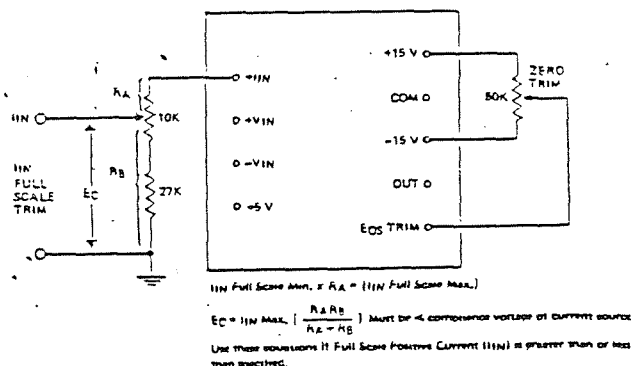 +15 V
ZERO
TRIM
RA
+IIN
COM
50K
IIN
10K
+VIN
-15 V
RB
-VIN
IIN
FULL
SCALE
TRIM
EC
27K
OUT
+5 V
EOS TRIM
IIN Full Scale Min. x RA = (IIN Full Scale Max.)
EC = IIN Max. [ RA RB / RA + RB ] Must be < compliance voltage of current source
Use these equations if Full Scale Positive Current (IIN) is greater than or less
than specified.